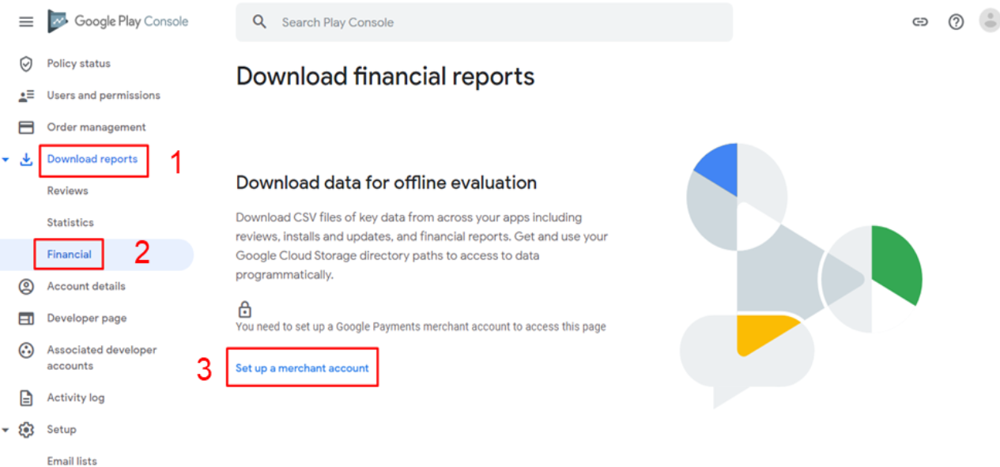 Google Play Console
Search Play Console
Policy status
Users and permissions
Order management
Download reports
1
Reviews
Statistics
Financial
2
Account details
Developer page
Associated developer
accounts
Activity log
Setup
Email lists
Download financial reports
Download data for offline evaluation
Download CSV files of key data from across your apps including
reviews, installs and updates, and financial reports. Get and use your
Google Cloud Storage directory paths to access to data
programmatically.
You need to set up a Google Payments merchant account to access this page
3
Set up a merchant account